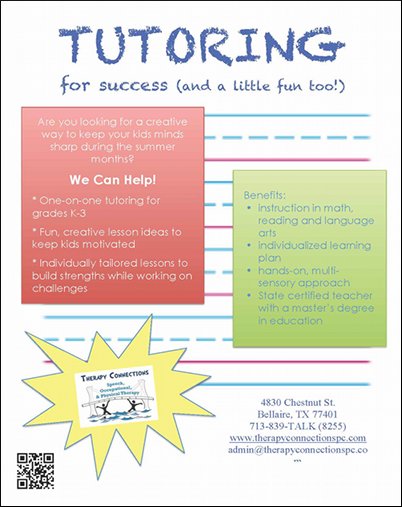 TUTORING
for success (and a little fun too!)
Are you looking for a creative
way to keep your kids minds
sharp during the summer
months?
We Can Help!
* One-on-one tutoring for
grades K-3
* Fun, creative lesson ideas to
keep kids motivated
* Individually tailored lessons to
build strengths while working on
challenges
Benefits:
• instruction in math,
reading and language
arts
• individualized learning
plan
• hands-on, multi-
sensory approach
• State certified teacher
with a master's degree
in education
THERAPY CONNECTIONS
Speech,
Occupational,
& Physical Therapy
4830 Chestnut St.
Bellaire, TX 77401
713-839-TALK (8255)
www.therapyconnectionspc.com
admin@therapyconnectionspc.co